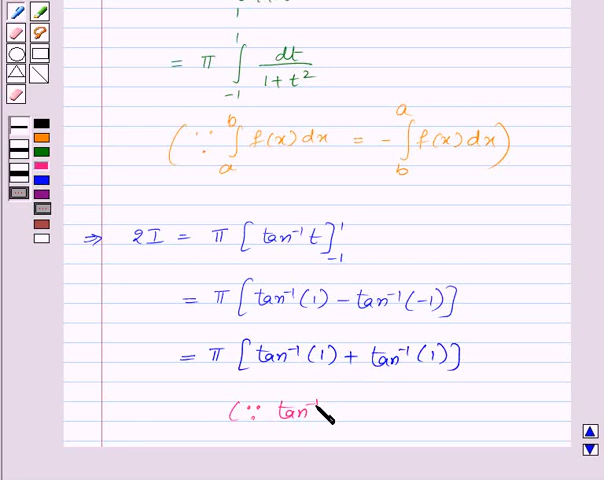 1
= π ∫₋₁¹ dt / (1 + t²)
(∵ ∫ₐᵇ f(x) dx = - ∫ᵦᵃ f(x) dx)
⇒ 2I = π [tan⁻¹ t]₋₁¹
= π [tan⁻¹(1) - tan⁻¹(-1)]
= π [tan⁻¹(1) + tan⁻¹(1)]
(∵ tan⁻¹